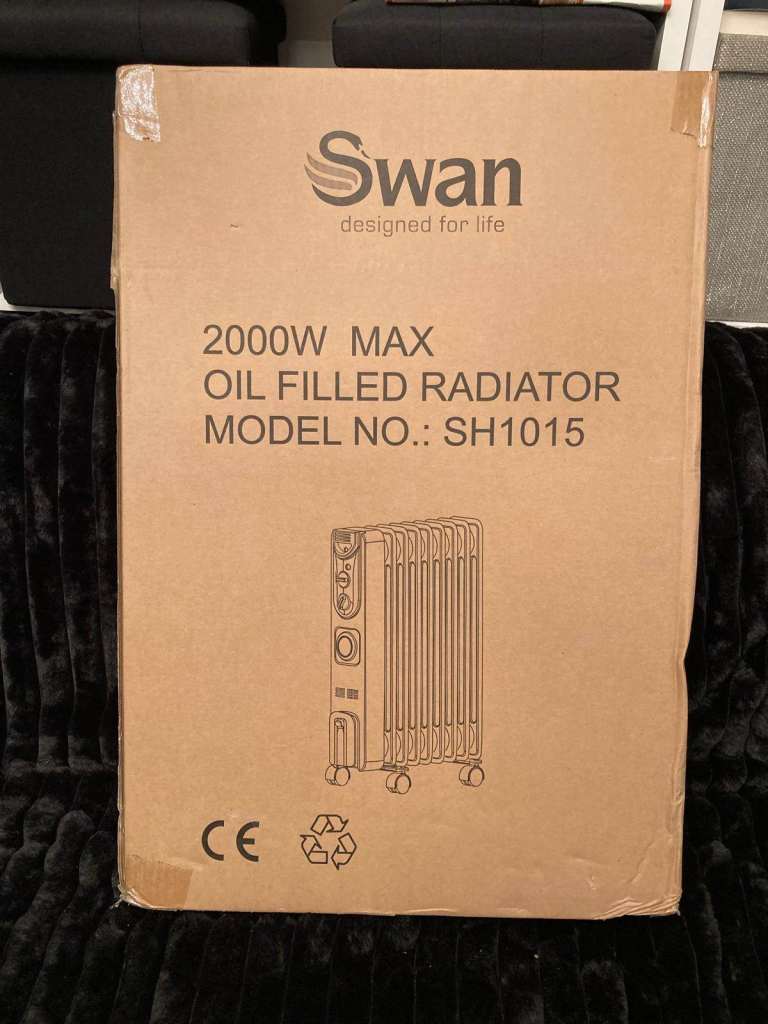 Swan
designed for life
2000W MAX
OIL FILLED RADIATOR
MODEL NO.: SH1015
CE